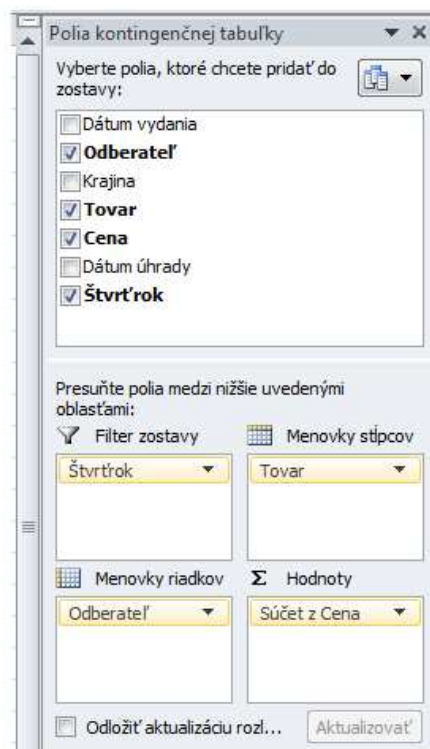 Polia kontingenčnej tabuľky
Vyberte polia, ktoré chcete pridať do
zostavy:
Dátum vydania
Odberateľ
Krajina
Tovar
Cena
Dátum úhrady
Štvrťrok
Presuňte polia medzi nižšie uvedenými
oblasťami:
Filter zostavy
Menovky stĺpcov
Štvrťrok
Tovar
Menovky riadkov
Σ Hodnoty
Odberateľ
Súčet z Cena
Odložiť aktualizáciu rozl...
Aktualizovať